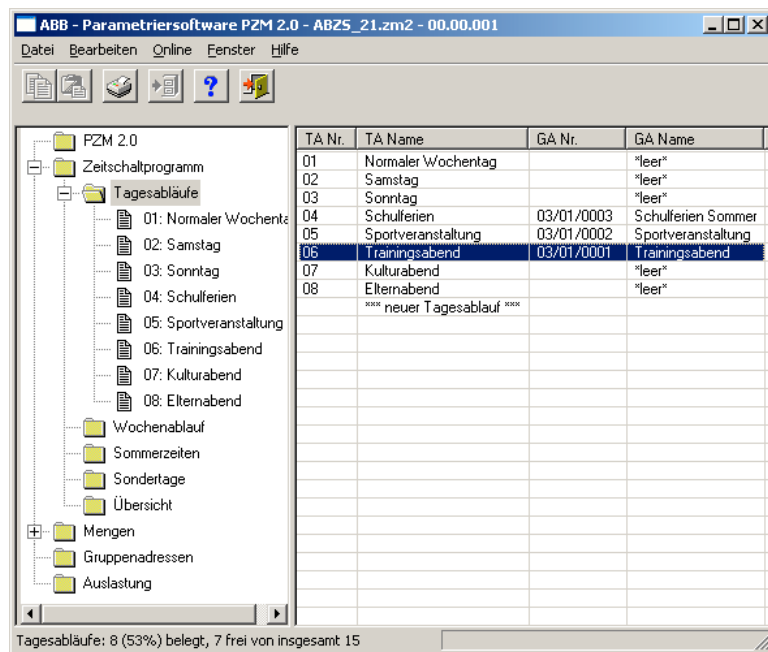 ABB - Parametriersoftware PZM 2.0 - ABZS_21.zm2 - 00.00.001
Datei Bearbeiten Online Fenster Hilfe
PZM 2.0
Zeitschaltprogramm
Tagesabläufe
01: Normaler Wochenta
02: Samstag
03: Sonntag
04: Schulferien
05: Sportveranstaltung
06: Trainingsabend
07: Kulturabend
08: Elternabend
Wochenablauf
Sommerzeiten
Sondertage
Übersicht
Mengen
Gruppenadressen
Auslastung
TA Nr. TA Name GA Nr. GA Name
01 Normaler Wochentag *leer*
02 Samstag *leer*
03 Sonntag *leer*
04 Schulferien 03/01/0003 Schulferien Sommer
05 Sportveranstaltung 03/01/0002 Sportveranstaltung
06 Trainingsabend 03/01/0001 Trainingsabend
07 Kulturabend *leer*
08 Elternabend *leer*
*** neuer Tagesablauf ***
Tagesabläufe: 8 (53%) belegt, 7 frei von insgesamt 15